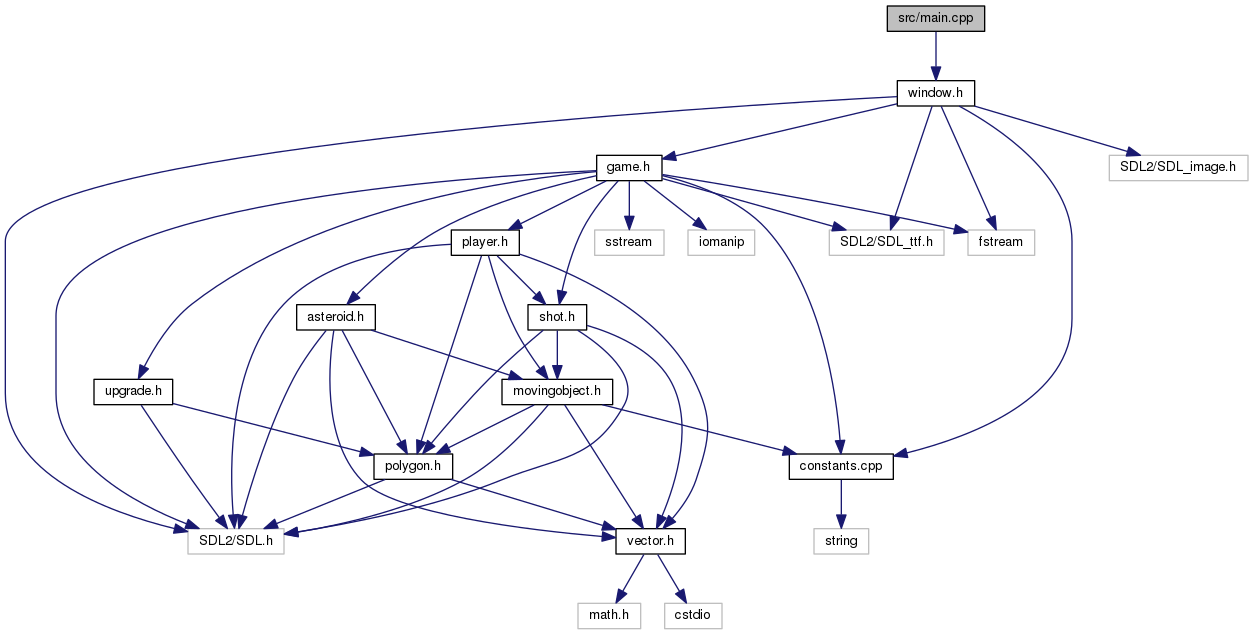 src/main.cpp
window.h
game.h
SDL2/SDL_image.h
player.h
sstream
iomanip
SDL2/SDL_ttf.h
fstream
asteroid.h
shot.h
upgrade.h
movingobject.h
polygon.h
constants.cpp
SDL2/SDL.h
vector.h
string
math.h
cstdio